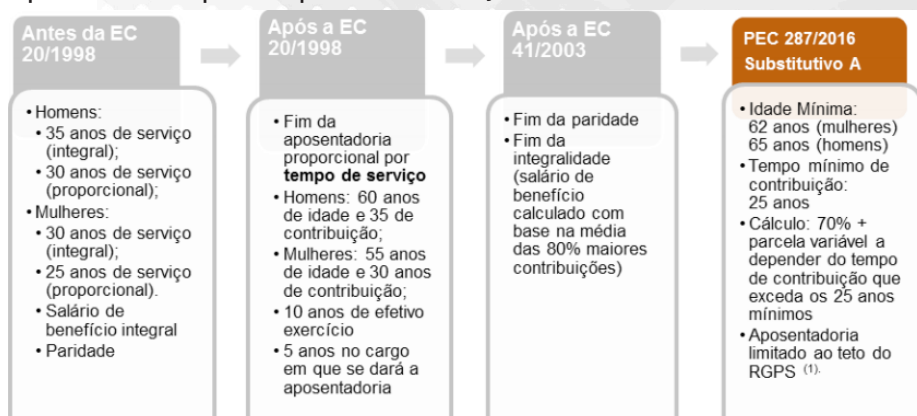 Antes da EC
20/1998
• Homens:
• 35 anos de serviço
(integral);
• 30 anos de serviço
(proporcional);
• Mulheres:
• 30 anos de serviço
(integral);
• 25 anos de serviço
(proporcional).
• Salário de
benefício integral
• Paridade
Após a EC
20/1998
• Fim da
aposentadoria
proporcional por
tempo de serviço
• Homens: 60 anos
de idade e 35 de
contribuição;
• Mulheres: 55 anos
de idade e 30 anos
de contribuição;
• 10 anos de efetivo
exercício
• 5 anos no cargo
em que se dará a
aposentadoria
Após a EC
41/2003
• Fim da paridade
• Fim da
integralidade
(salário de
benefício
calculado com
base na média
das 80% maiores
contribuições)
PEC 287/2016
Substitutivo A
• Idade Mínima:
62 anos (mulheres)
65 anos (homens)
• Tempo mínimo de
contribuição:
25 anos
• Cálculo: 70% +
parcela variável a
depender do tempo
de contribuição que
exceda os 25 anos
mínimos
• Aposentadoria
limitado ao teto do
RGPS (1).